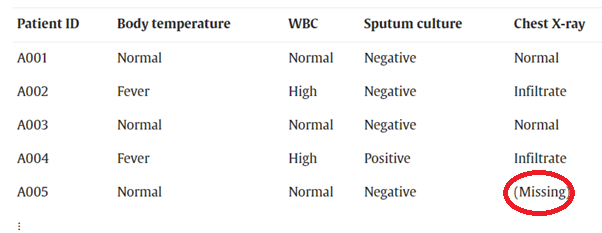 Patient ID Body temperature WBC Sputum culture Chest X-ray
A001 Normal Normal Negative Normal
A002 Fever High Negative Infiltrate
A003 Normal Normal Negative Normal
A004 Fever High Positive Infiltrate
A005 Normal Normal Negative (Missing)
⋮